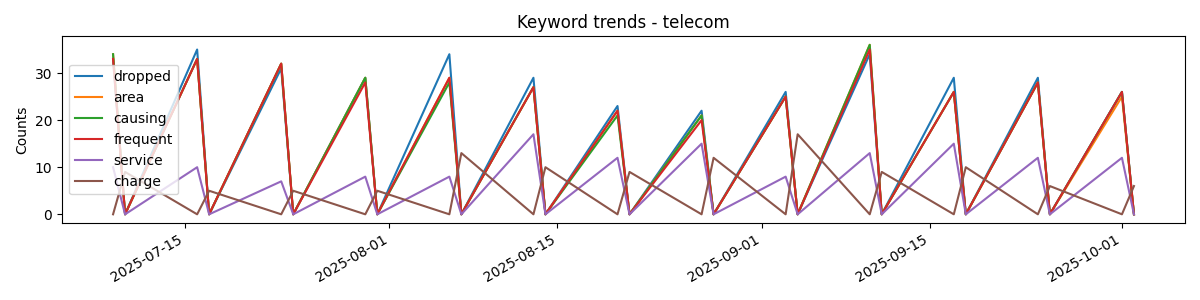 Keyword trends - telecom
Counts
30
20
10
0
dropped
area
causing
frequent
service
charge
2025-07-15
2025-08-01
2025-08-15
2025-09-01
2025-09-15
2025-10-01